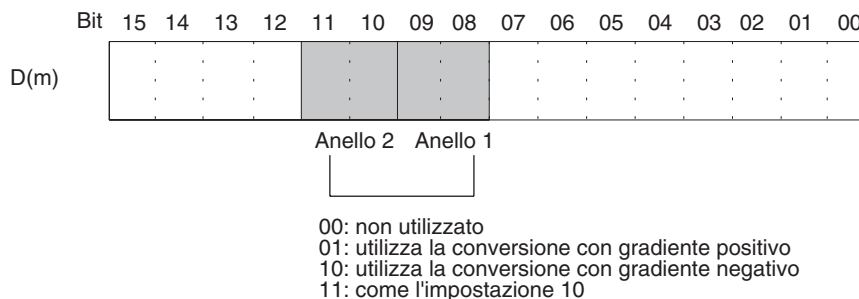 Bit 15 14 13 12 11 10 09 08 07 06 05 04 03 02 01 00
D(m)
Anello 2 Anello 1
00: non utilizzato
01: utilizza la conversione con gradiente positivo
10: utilizza la conversione con gradiente negativo
11: come l'impostazione 10